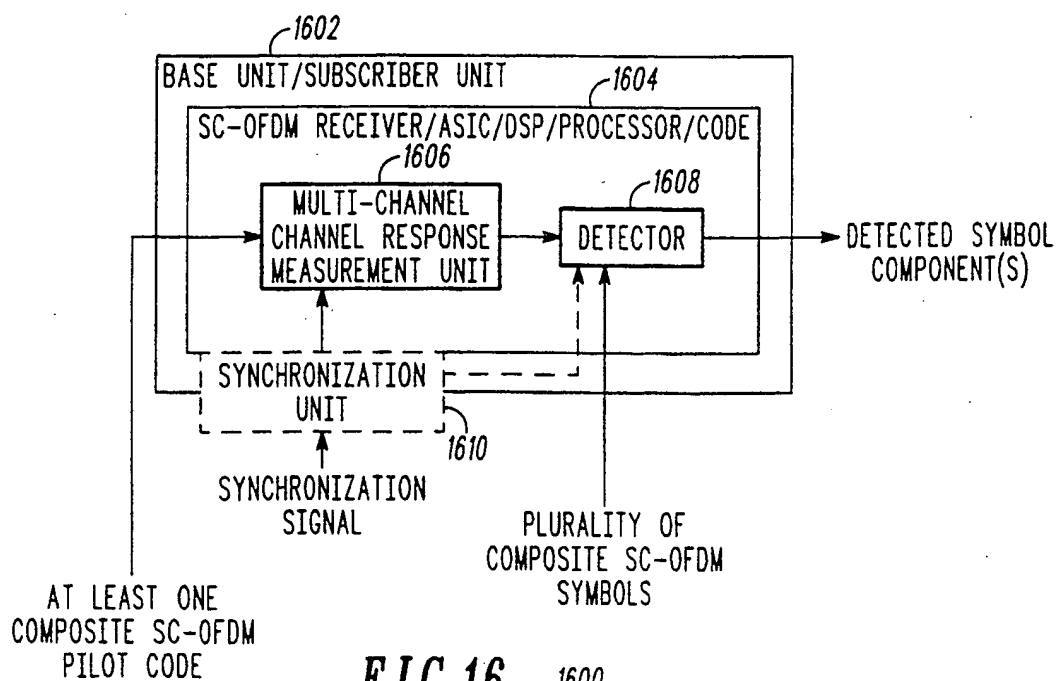 1602
BASE UNIT/SUBSCRIBER UNIT
1604
SC-OFDM RECEIVER/ASIC/DSP/PROCESSOR/CODE
1606
MULTI-CHANNEL
CHANNEL RESPONSE
MEASUREMENT UNIT
1608
DETECTOR
DETECTED SYMBOL
COMPONENT(S)
SYNCHRONIZATION
UNIT
1610
SYNCHRONIZATION
SIGNAL
PLURALITY OF
COMPOSITE SC-OFDM
SYMBOLS
AT LEAST ONE
COMPOSITE SC-OFDM
PILOT CODE
FIG.16 1600